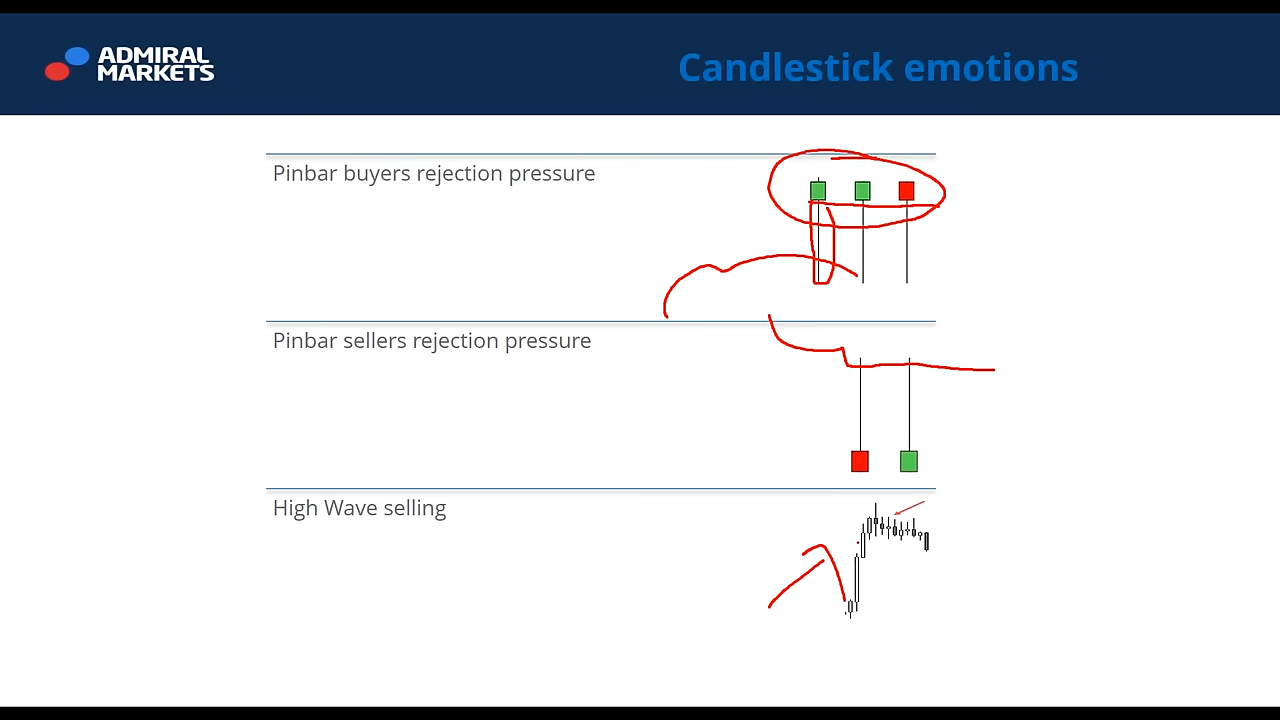 ADMIRAL
MARKETS
Candlestick emotions
Pinbar buyers rejection pressure
Pinbar sellers rejection pressure
High Wave selling